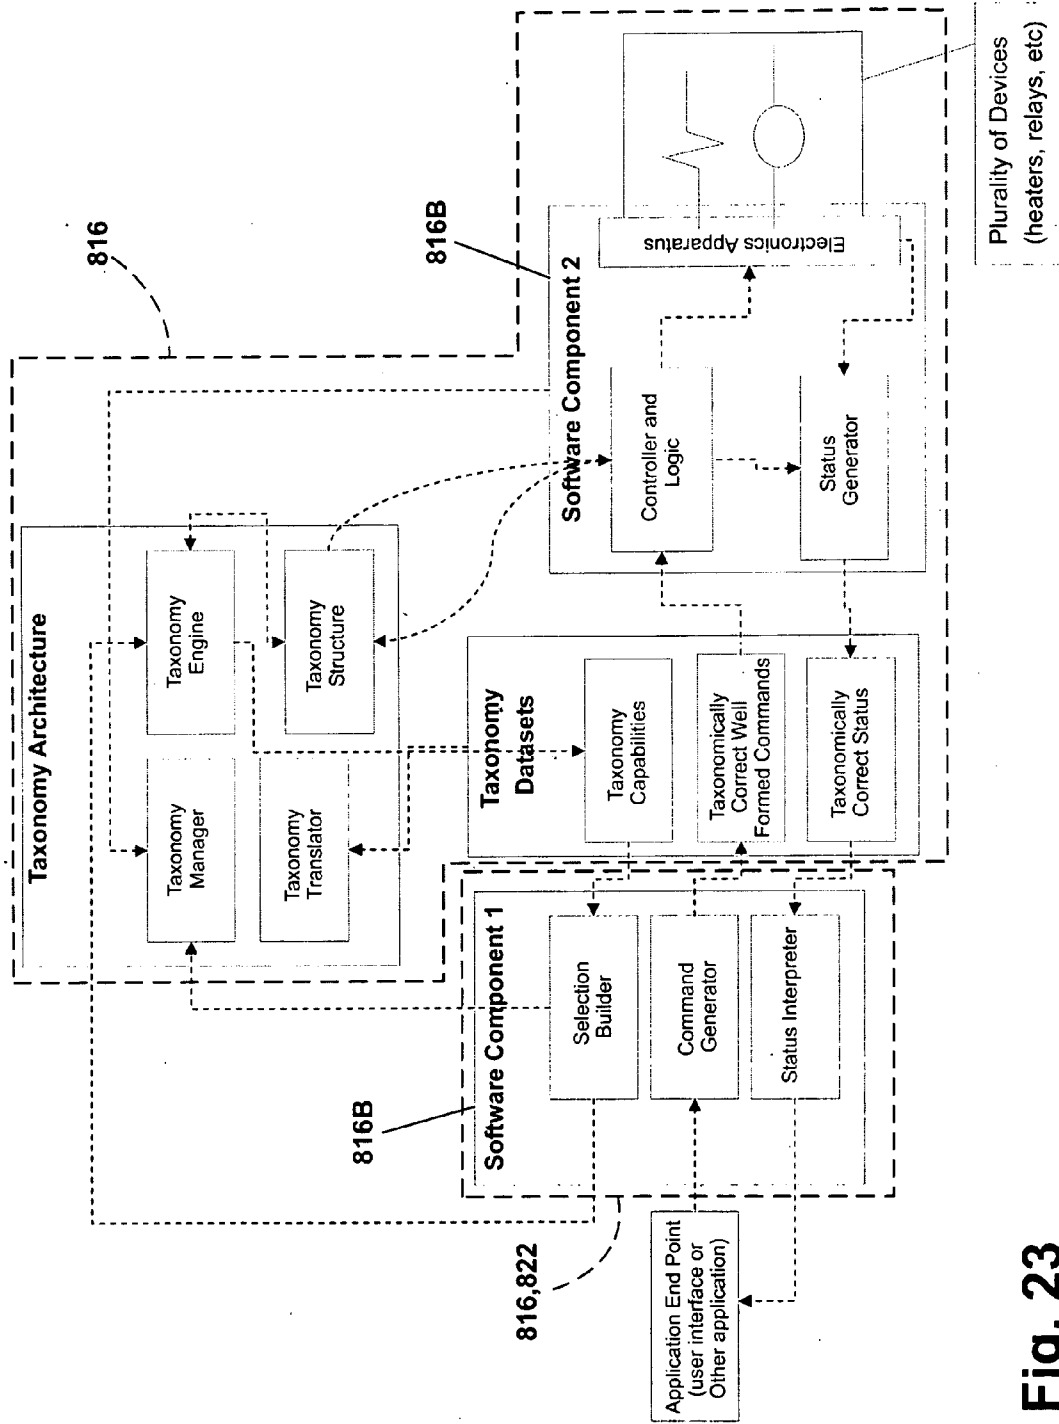 816
Taxonomy Architecture
Taxonomy
Manager
Taxonomy
Engine
Taxonomy
Translator
Taxonomy
Structure
816B
Software Component 1
Selection
Builder
Command
Generator
Status Interpreter
816,822
Application End Point
(user interface or
Other application)
Taxonomy
Datasets
Taxonomy
Capabilities
Taxonomically
Correct Well
Formed Commands
Taxonomically
Correct Status
816B
Software Component 2
Controller and
Logic
Status
Generator
Electronics Apparatus
Plurality of Devices
(heaters, relays, etc)
Fig. 23